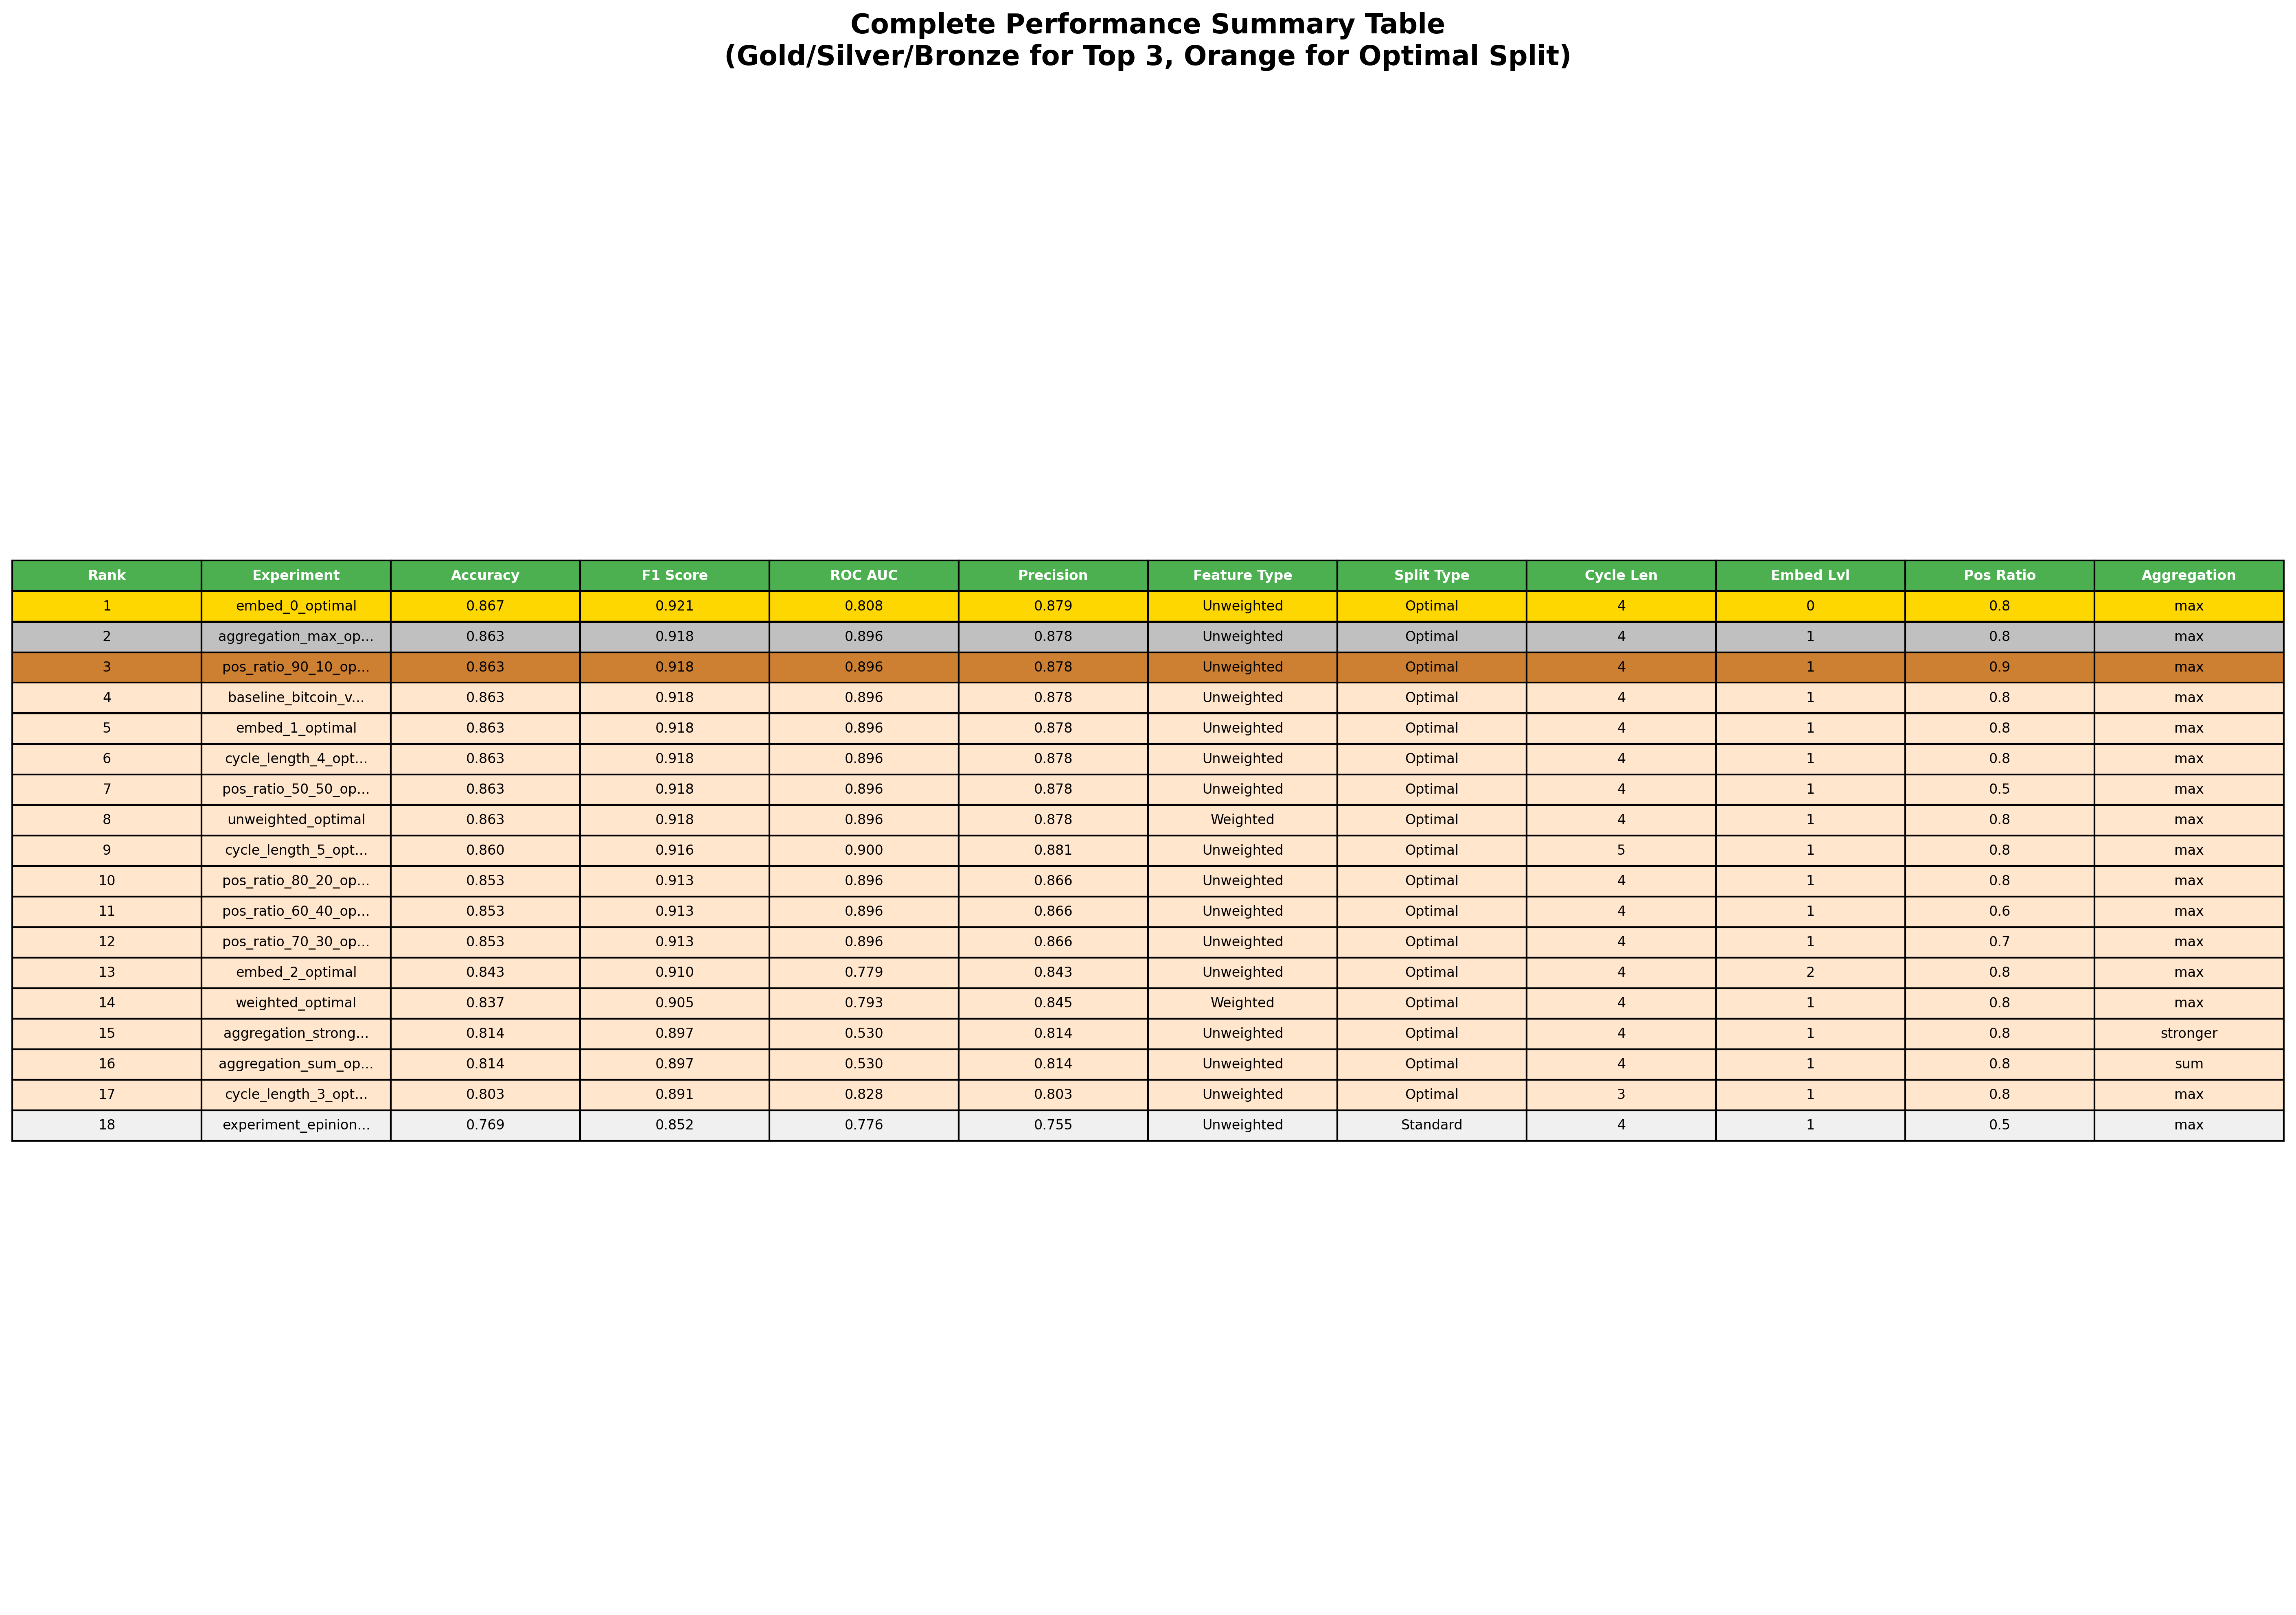 Complete Performance Summary Table
(Gold/Silver/Bronze for Top 3, Orange for Optimal Split)
Rank Experiment Accuracy F1 Score ROC AUC Precision Feature Type Split Type Cycle Len Embed Lvl Pos Ratio Aggregation
1 embed_0_optimal 0.867 0.921 0.808 0.879 Unweighted Optimal 4 0 0.8 max
2 aggregation_max_op... 0.863 0.918 0.896 0.878 Unweighted Optimal 4 1 0.8 max
3 pos_ratio_90_10_op... 0.863 0.918 0.896 0.878 Unweighted Optimal 4 1 0.9 max
4 baseline_bitcoin_v... 0.863 0.918 0.896 0.878 Unweighted Optimal 4 1 0.8 max
5 embed_1_optimal 0.863 0.918 0.896 0.878 Unweighted Optimal 4 1 0.8 max
6 cycle_length_4_opt... 0.863 0.918 0.896 0.878 Unweighted Optimal 4 1 0.8 max
7 pos_ratio_50_50_op... 0.863 0.918 0.896 0.878 Unweighted Optimal 4 1 0.5 max
8 unweighted_optimal 0.863 0.918 0.896 0.878 Weighted Optimal 4 1 0.8 max
9 cycle_length_5_opt... 0.860 0.916 0.900 0.881 Unweighted Optimal 5 1 0.8 max
10 pos_ratio_80_20_op... 0.853 0.913 0.896 0.866 Unweighted Optimal 4 1 0.8 max
11 pos_ratio_60_40_op... 0.853 0.913 0.896 0.866 Unweighted Optimal 4 1 0.6 max
12 pos_ratio_70_30_op... 0.853 0.913 0.896 0.866 Unweighted Optimal 4 1 0.7 max
13 embed_2_optimal 0.843 0.910 0.779 0.843 Unweighted Optimal 4 2 0.8 max
14 weighted_optimal 0.837 0.905 0.793 0.845 Weighted Optimal 4 1 0.8 max
15 aggregation_strong... 0.814 0.897 0.530 0.814 Unweighted Optimal 4 1 0.8 stronger
16 aggregation_sum_op... 0.814 0.897 0.530 0.814 Unweighted Optimal 4 1 0.8 sum
17 cycle_length_3_opt... 0.803 0.891 0.828 0.803 Unweighted Optimal 3 1 0.8 max
18 experiment_epinion... 0.769 0.852 0.776 0.755 Unweighted Standard 4 1 0.5 max